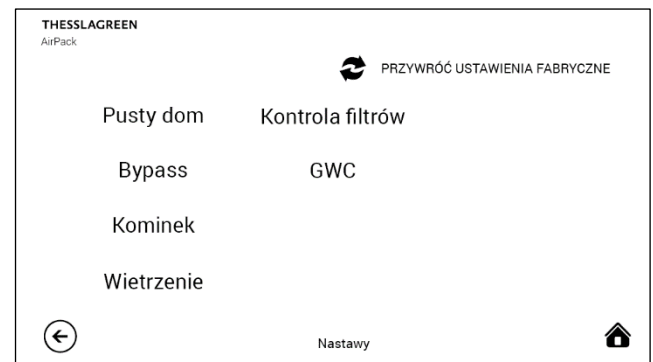 THESSLAGREEN
AirPack
PRZYWRÓĆ USTAWIENIA FABRYCZNE
Pusty dom
Kontrola filtrów
Bypass
GWC
Kominek
Wietrzenie
Nastawy